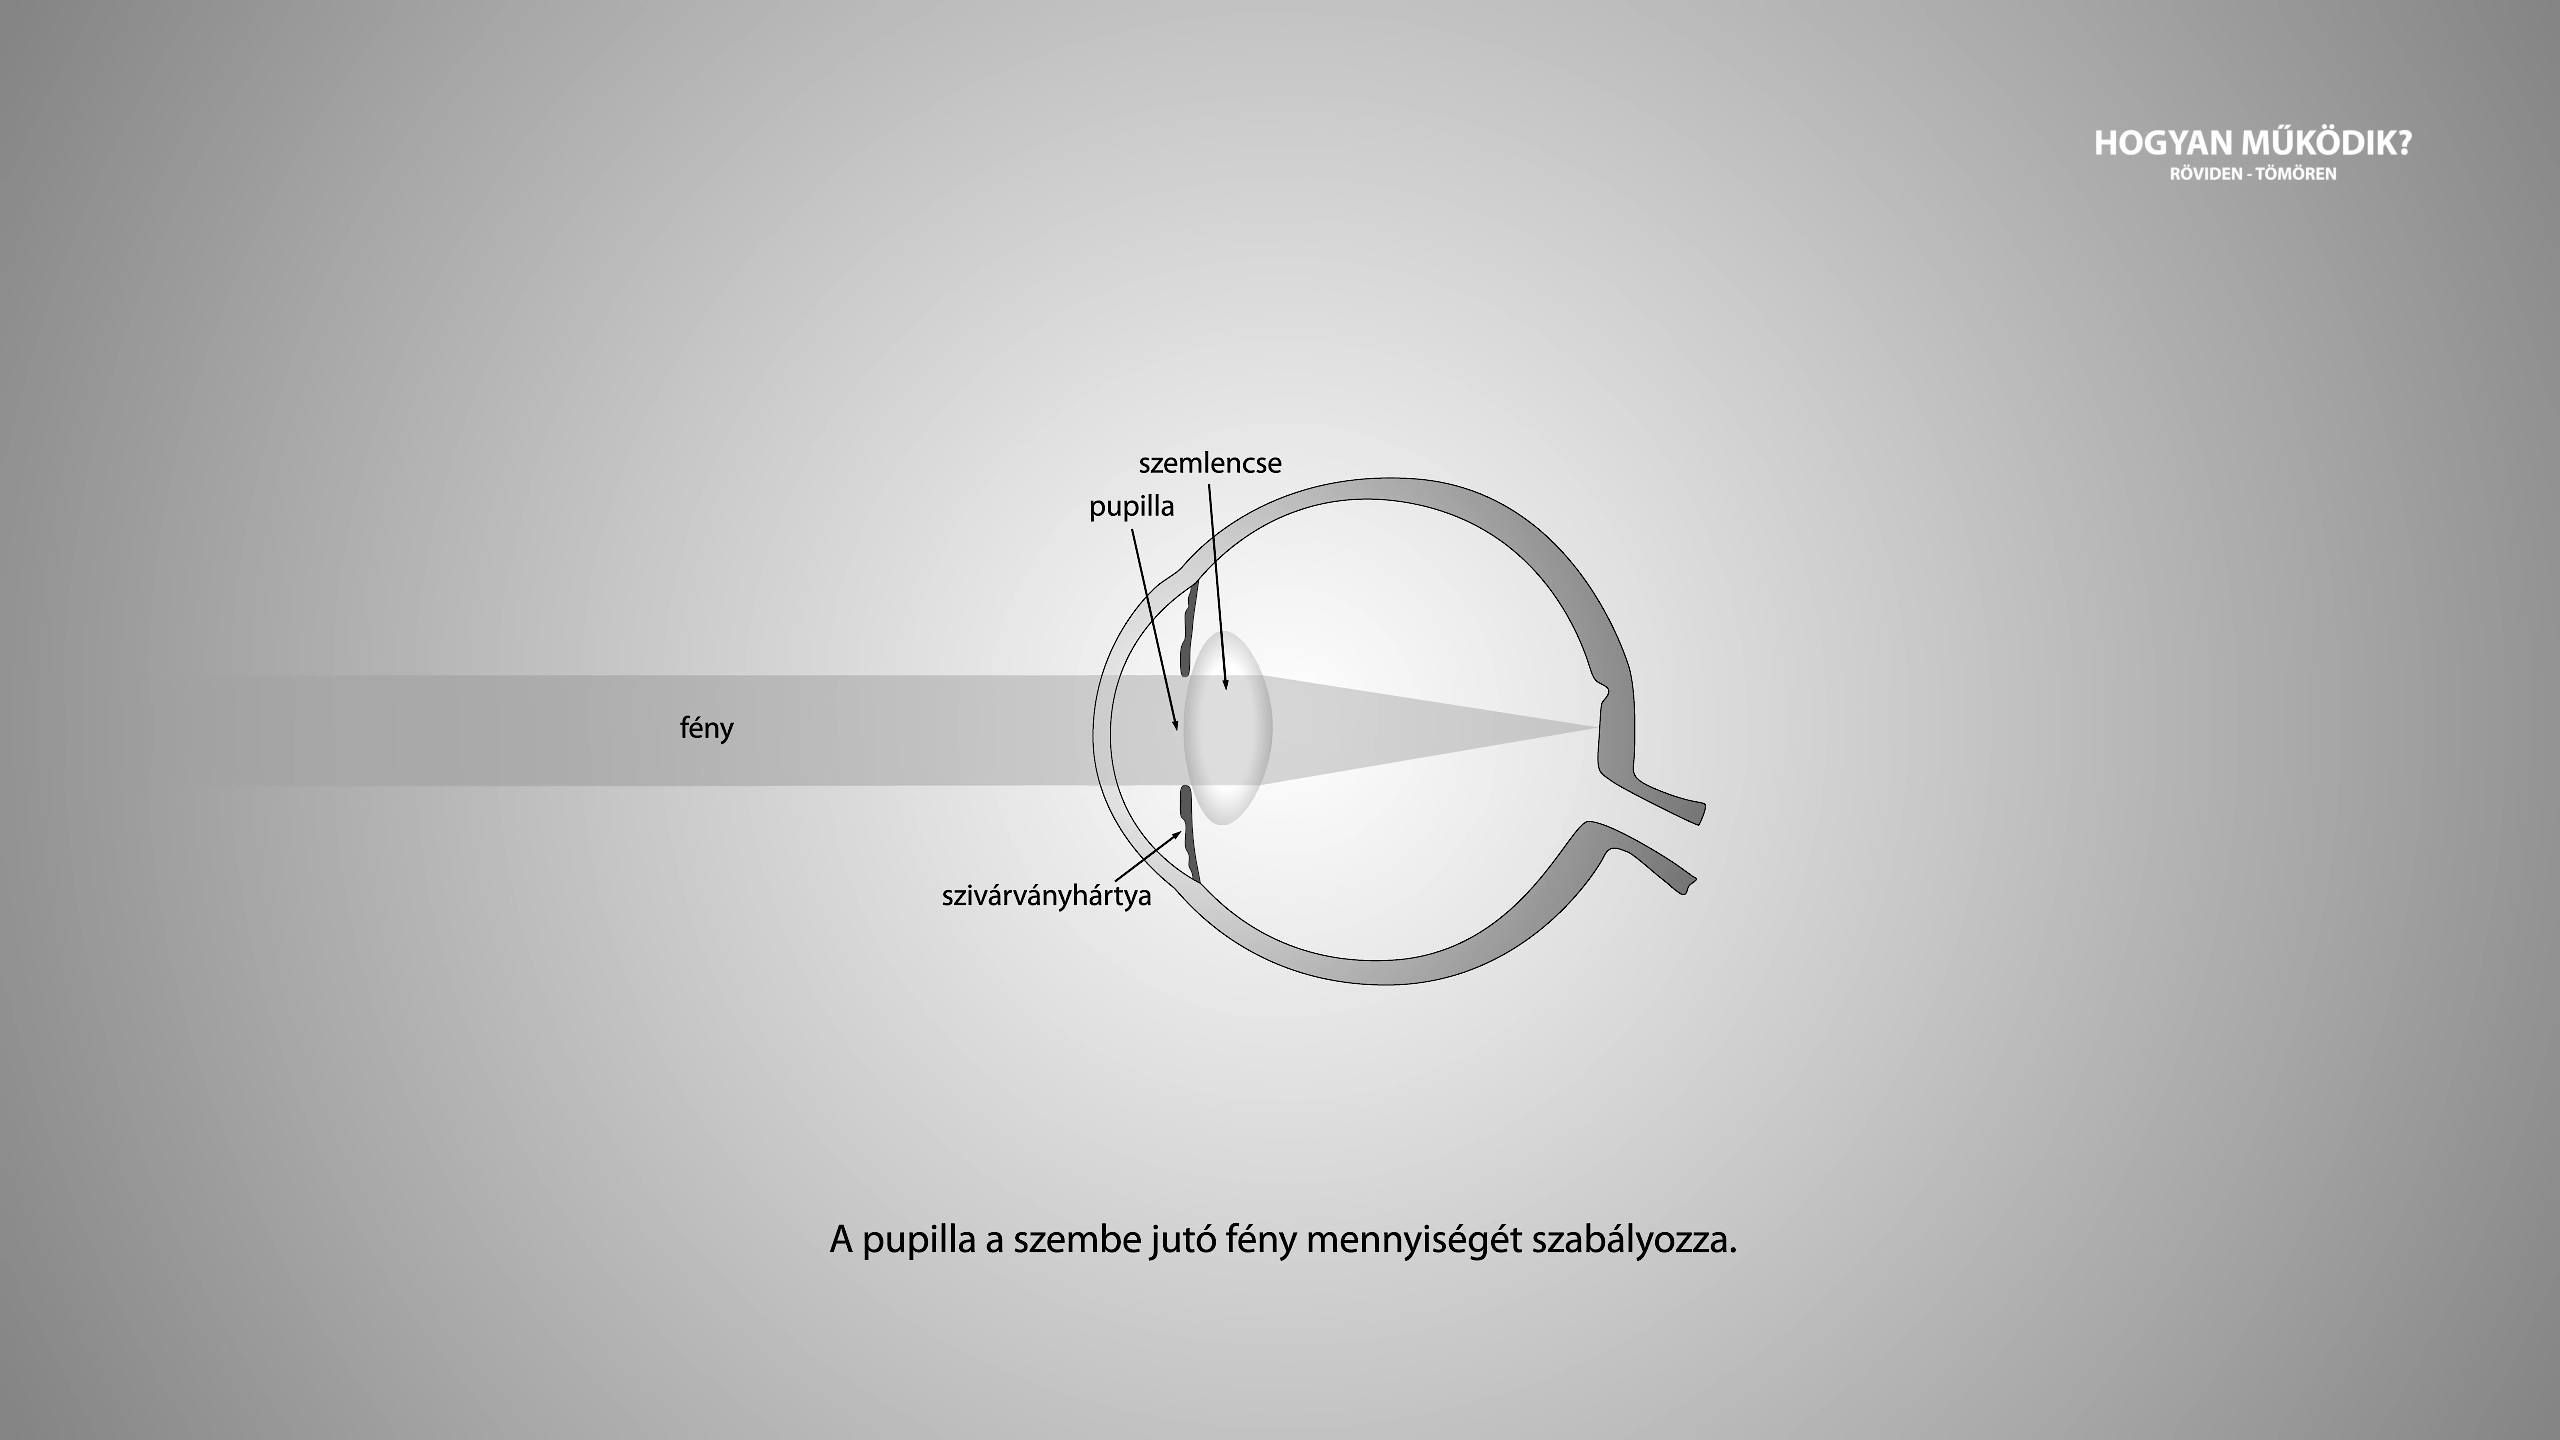 HOGYAN MŰKÖDIK?
RÖVIDEN - TÖMÖREN
szemlencse
pupilla
fény
szivárványhártya
A pupilla a szembe jutó fény mennyiségét szabályozza.